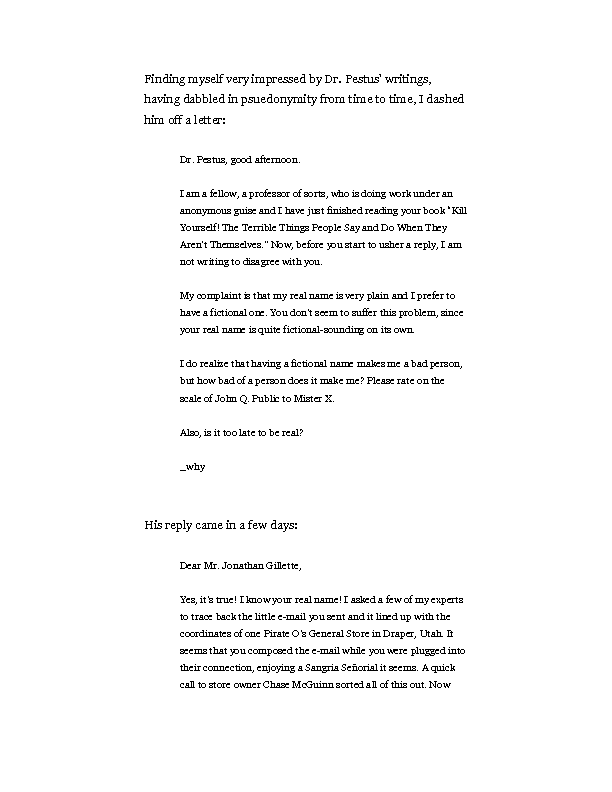 Finding myself very impressed by Dr. Pestus' writings,
having dabbled in psuedonymity from time to time, I dashed
him off a letter:
Dr. Pestus, good afternoon.
I am a fellow, a professor of sorts, who is doing work under an
anonymous guise and I have just finished reading your book "Kill
Yourself! The Terrible Things People Say and Do When They
Aren't Themselves." Now, before you start to usher a reply, I am
not writing to disagree with you.
My complaint is that my real name is very plain and I prefer to
have a fictional one. You don't seem to suffer this problem, since
your real name is quite fictional-sounding on its own.
I do realize that having a fictional name makes me a bad person,
but how bad of a person does it make me? Please rate on the
scale of John Q. Public to Mister X.
Also, is it too late to be real?
_why
His reply came in a few days:
Dear Mr. Jonathan Gillette,
Yes, it's true! I know your real name! I asked a few of my experts
to trace back the little e-mail you sent and it lined up with the
coordinates of one Pirate O's General Store in Draper, Utah. It
seems that you composed the e-mail while you were plugged into
their connection, enjoying a Sangria Señorial it seems. A quick
call to store owner Chase McGuinn sorted all of this out. Now